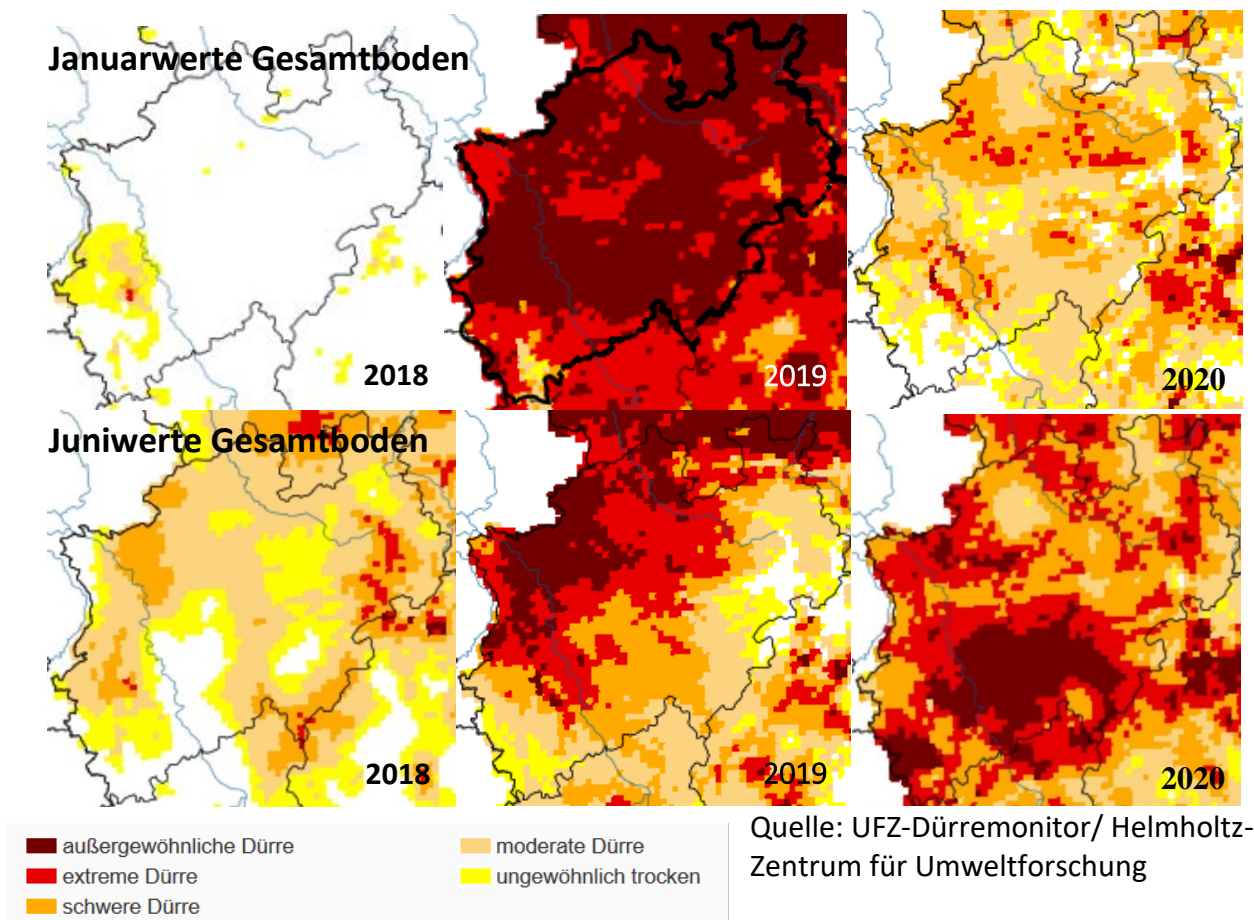 Januarwerte Gesamtboden
2018
2019
2020
Juniwerte Gesamtboden
2018
2019
2020
außergewöhnliche Dürre
extreme Dürre
schwere Dürre
moderate Dürre
ungewöhnlich trocken
Quelle: UFZ-Dürremonitor/ Helmholtz-
Zentrum für Umweltforschung